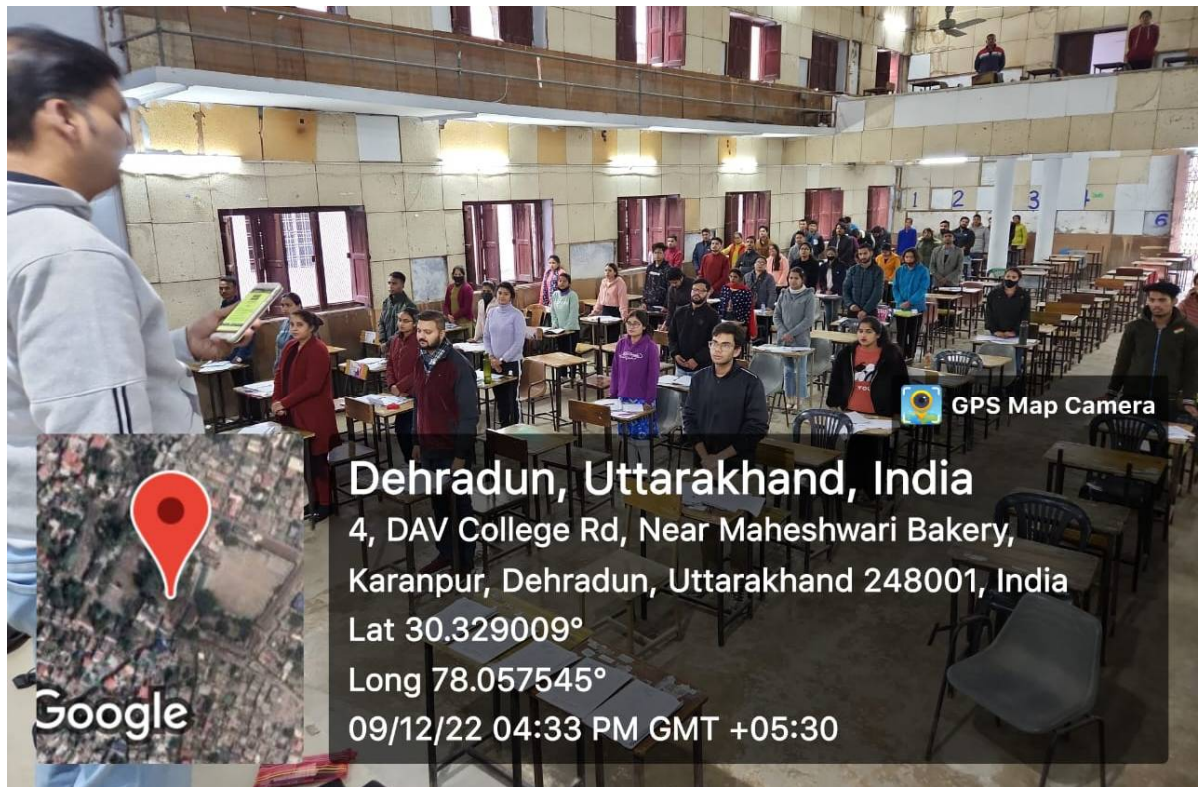 1 2 3 4
6
GPS Map Camera
Dehradun, Uttarakhand, India
4, DAV College Rd, Near Maheshwari Bakery,
Karanpur, Dehradun, Uttarakhand 248001, India
Lat 30.329009°
Long 78.057545°
09/12/22 04:33 PM GMT +05:30
Google